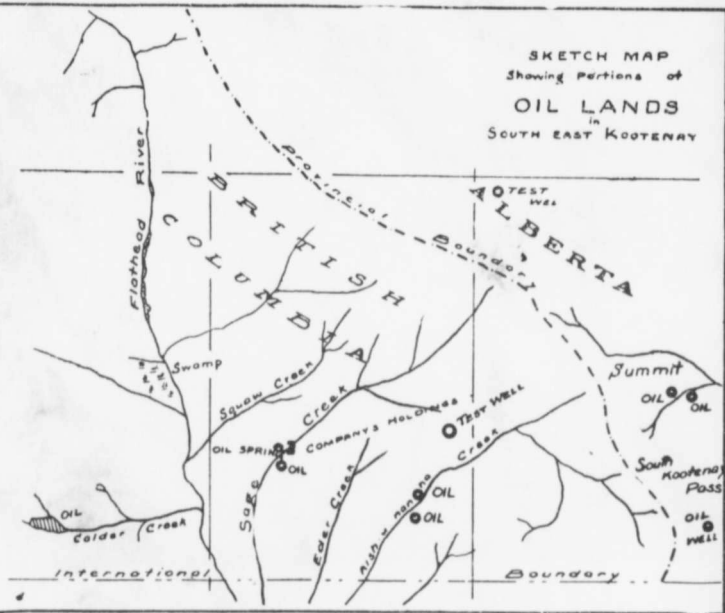 SKETCH MAP
Showing Portions of
OIL LANDS
in
SOUTH EAST KOOTENAY
Flathead River
Provincial Boundary
BRITISH
COLUMBIA
TEST
WELL
ALBERTA
Swamp
Squaw Creek
Summit
OIL
OIL
Sage Creek
COMPANYS HOLDINGS
TEST WELL
OIL SPRING
OIL
South
Kootenay
Pass
Eder Creek
OIL
OIL
Creek
OIL
Calder Creek
OIL
WELL
International Boundary